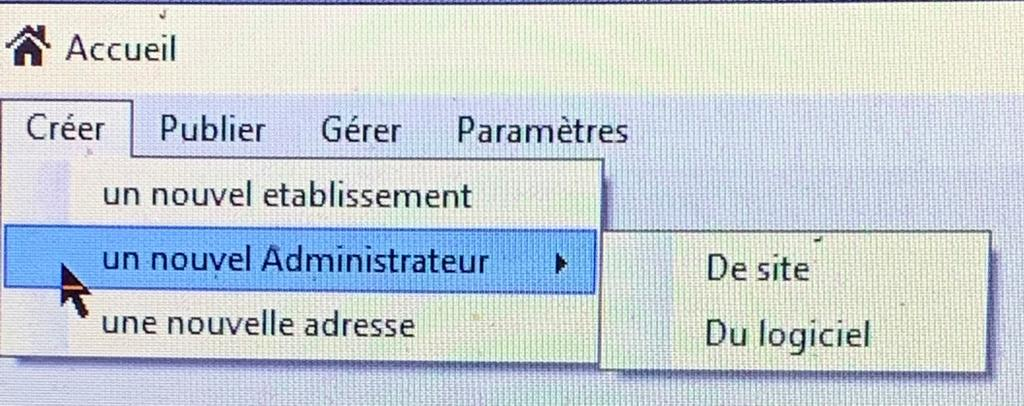 Accueil
Créer Publier Gérer Paramètres
un nouvel etablissement
un nouvel Administrateur
une nouvelle adresse
De site
Du logiciel